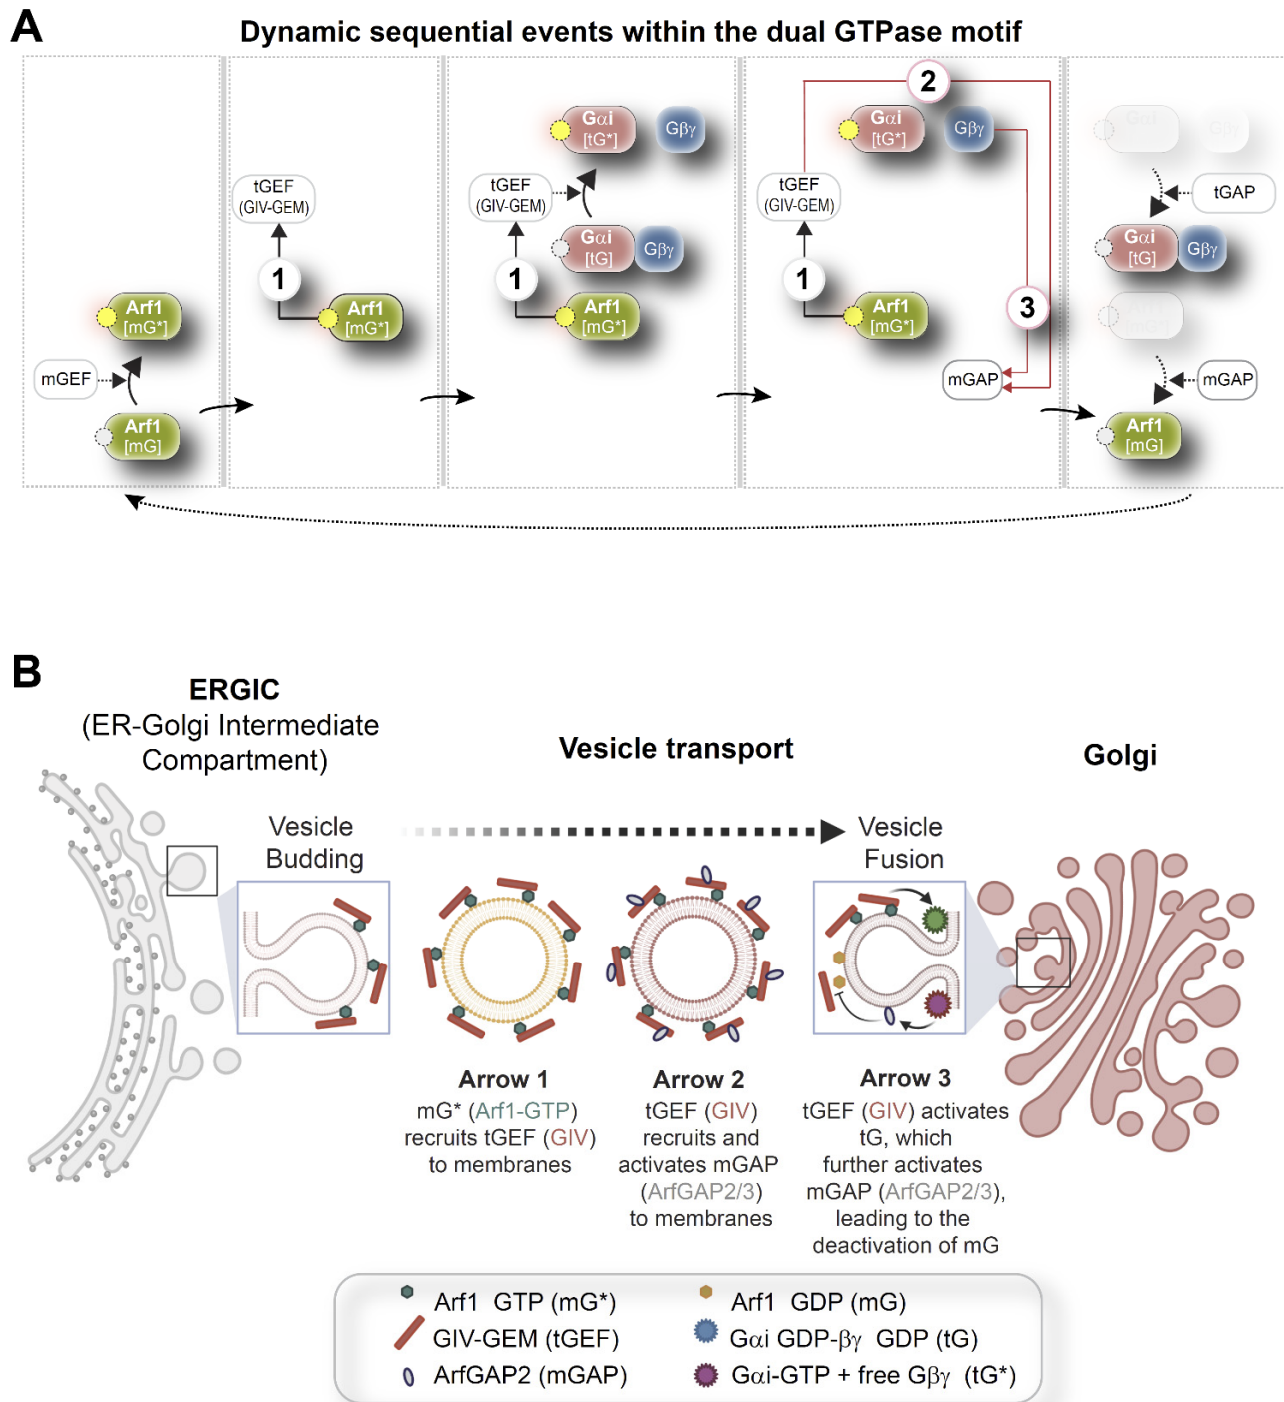 A
Dynamic sequential events within the dual GTPase motif
Arf1
[mG*]
mGEF
Arf1
[mG]
tGEF
(GIV-GEM)
1
Arf1
[mG*]
Gαi
[tG*]
Gβγ
tGEF
(GIV-GEM)
Gαi
[tG]
Gβγ
1
Arf1
[mG*]
2
Gαi
[tG*]
Gβγ
tGEF
(GIV-GEM)
1
Arf1
[mG*]
3
mGAP
Gβγ
tGAP
Gαi
[tG]
Gβγ
Arf1
[mG*]
mGAP
Arf1
[mG]
B
ERGIC
(ER-Golgi Intermediate
Compartment)
Vesicle transport
Golgi
Vesicle
Budding
Vesicle
Fusion
Arrow 1
mG* (Arf1-GTP)
recruits tGEF (GIV)
to membranes
Arrow 2
tGEF (GIV)
recruits and
activates mGAP
(ArfGAP2/3)
to membranes
Arrow 3
tGEF (GIV) activates
tG, which
further activates
mGAP (ArfGAP2/3),
leading to the
deactivation of mG
Arf1 GTP (mG*)
GIV-GEM (tGEF)
ArfGAP2 (mGAP)
Arf1 GDP (mG)
Gαi GDP-βγ GDP (tG)
Gαi-GTP + free Gβγ (tG*)